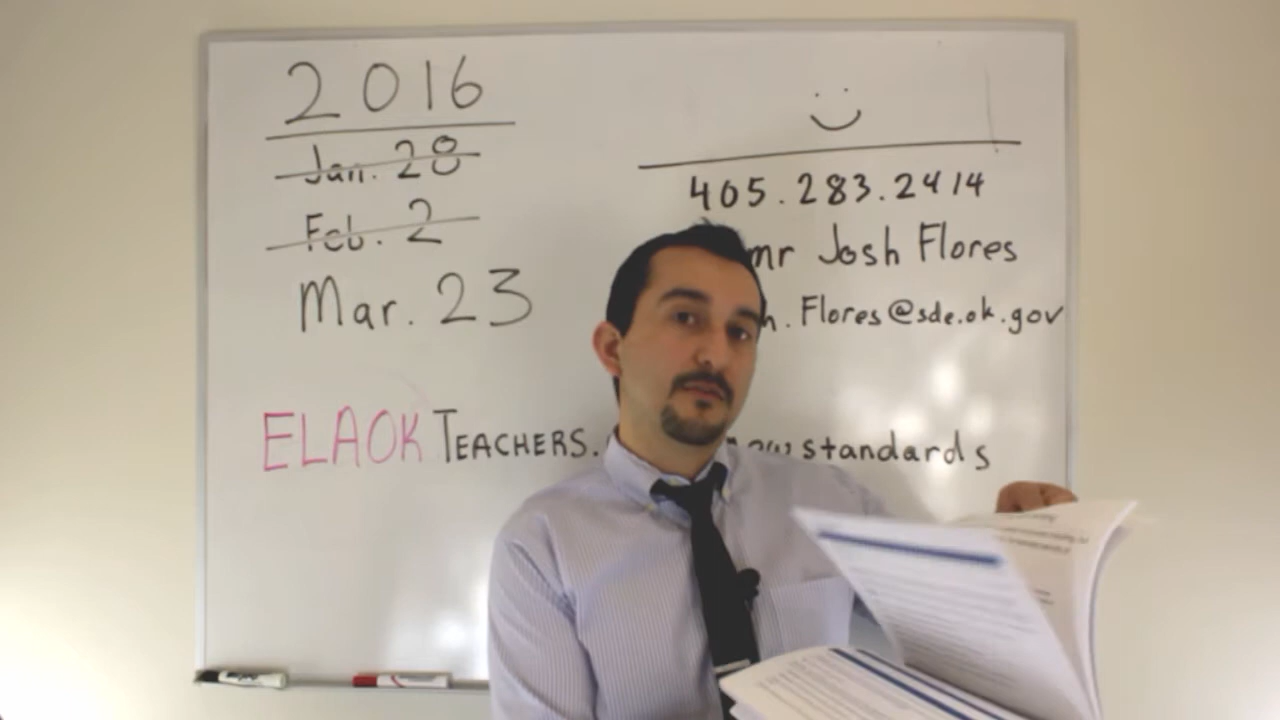 2016
Jan. 28
Feb. 2
Mar. 23
405.283.2414
mr Josh Flores
. Flores@sde.ok.gov
ELAOK TEACHERS.
standards